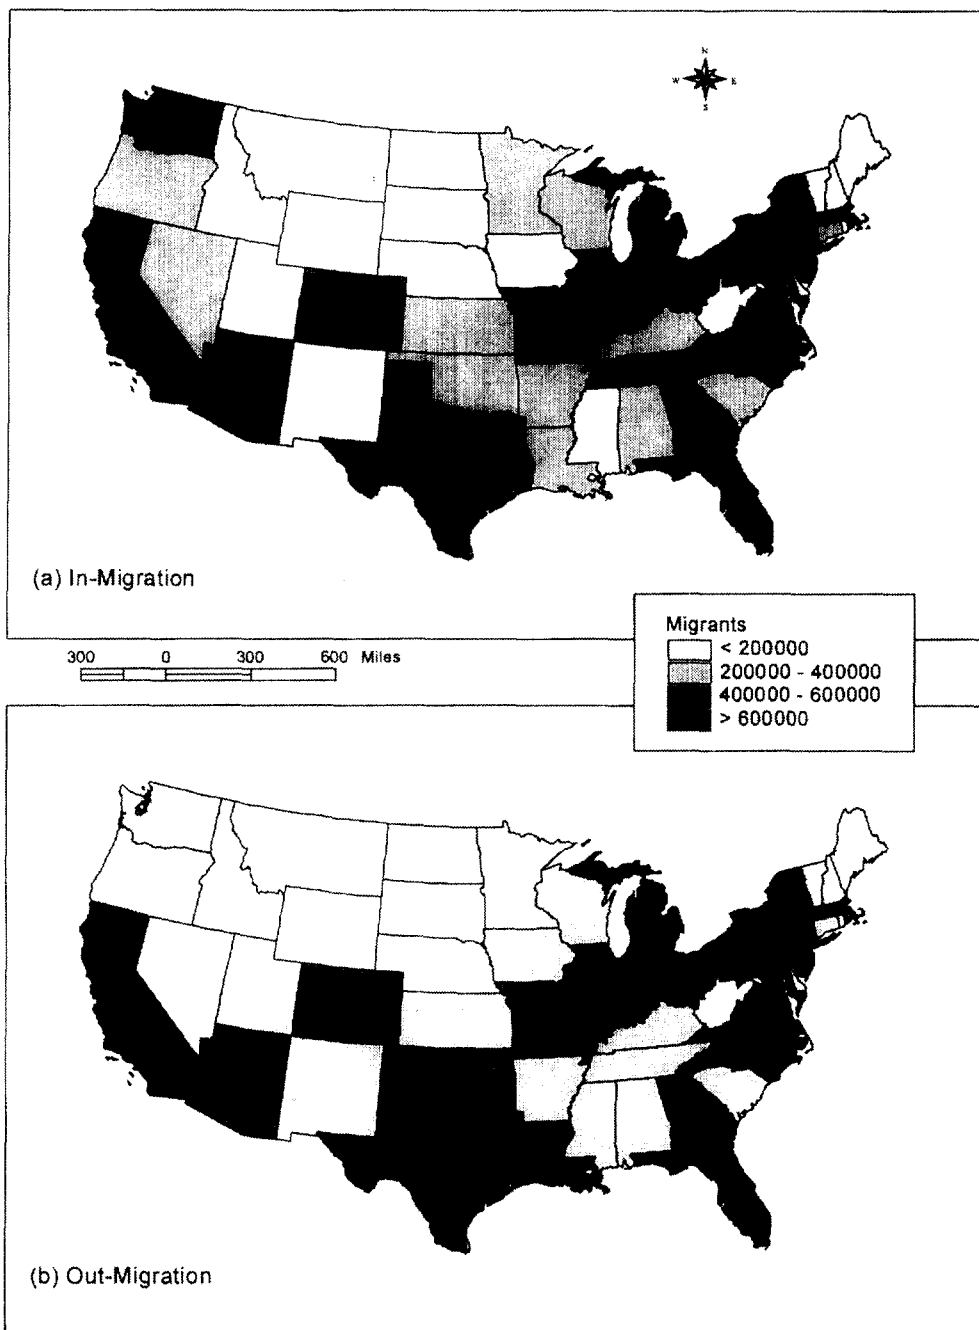 N
W E
S
(a) In-Migration
Migrants
< 200000
200000 - 400000
400000 - 600000
> 600000
300 0 300 600 Miles
(b) Out-Migration